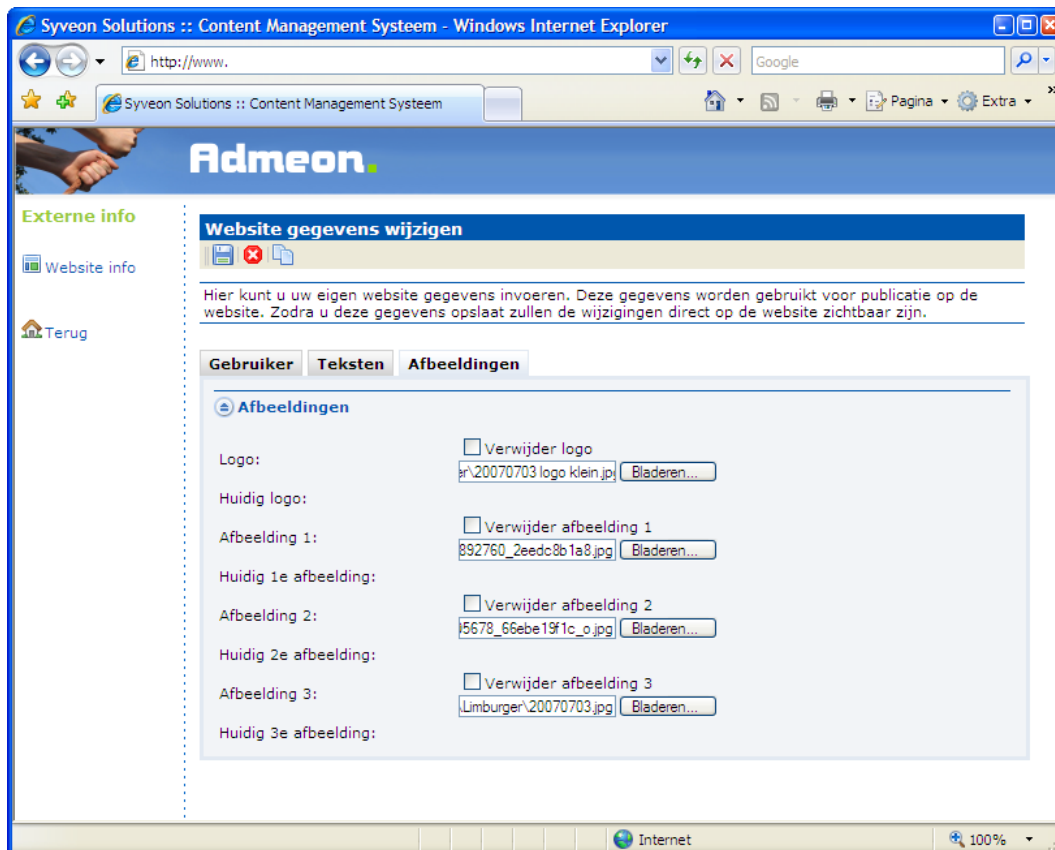 Syveon Solutions :: Content Management Systeem - Windows Internet Explorer
http://www.
Google
Syveon Solutions :: Content Management Systeem
Pagina
Extra
»
Admeon.
Externe info
Website info
Terug
Website gegevens wijzigen
Hier kunt u uw eigen website gegevens invoeren. Deze gegevens worden gebruikt voor publicatie op de
website. Zodra u deze gegevens opslaat zullen de wijzigingen direct op de website zichtbaar zijn.
Gebruiker Teksten Afbeeldingen
Afbeeldingen
Verwijder logo
Logo:
er\20070703 logo klein.jpg Bladeren...
Huidig logo:
Verwijder afbeelding 1
Afbeelding 1:
892760_2eedc8b1a8.jpg Bladeren...
Huidig 1e afbeelding:
Verwijder afbeelding 2
Afbeelding 2:
5678_66ebe19f1c_o.jpg Bladeren...
Huidig 2e afbeelding:
Verwijder afbeelding 3
Afbeelding 3:
\Limburger\20070703.jpg Bladeren...
Huidig 3e afbeelding:
Internet
100%